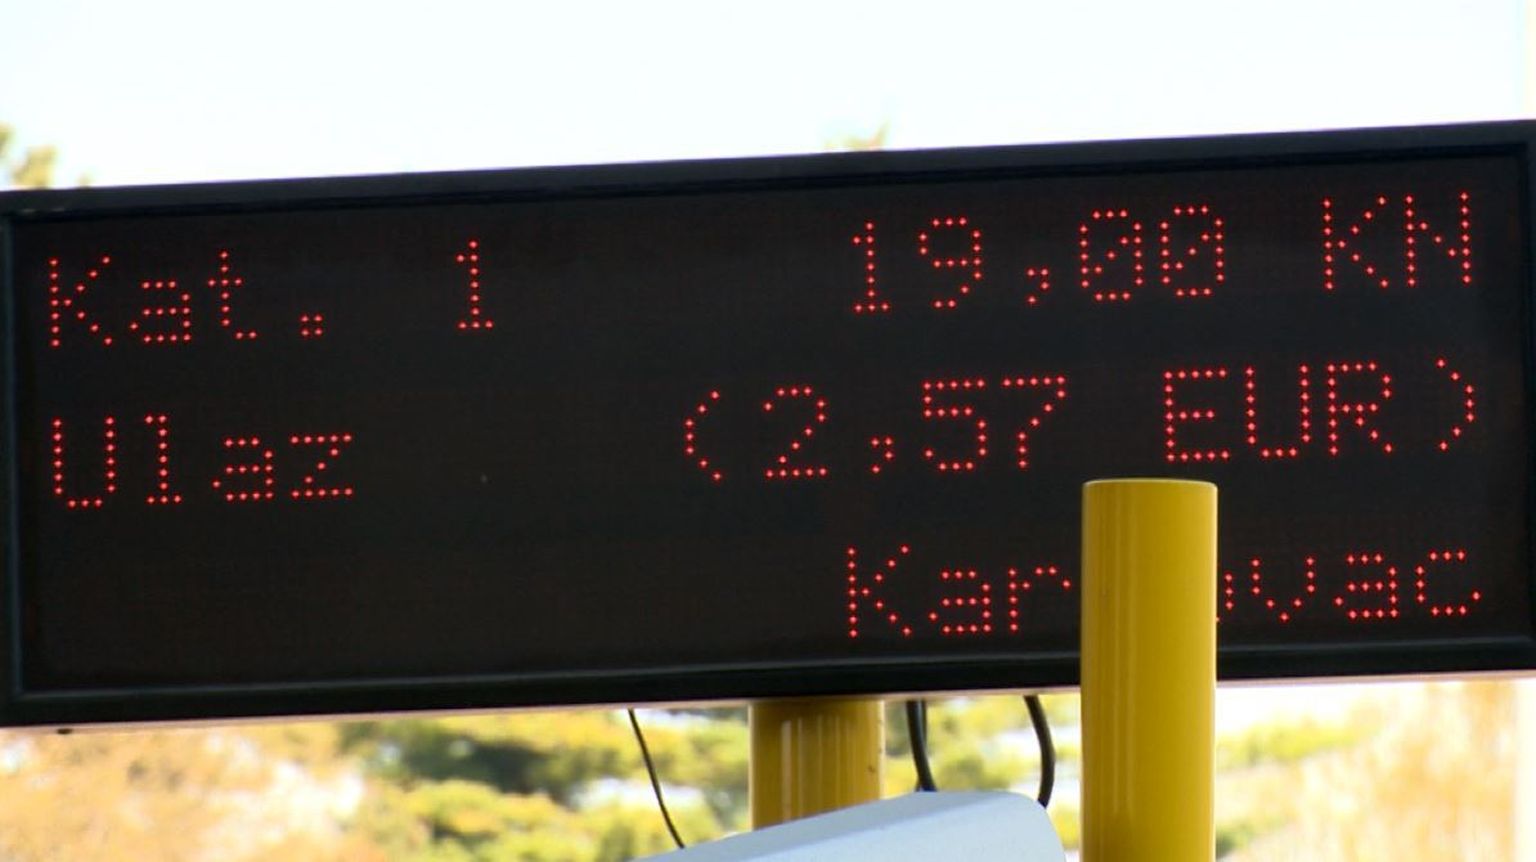 Kat. 1 19,00 KN
Ulaz (2,57 EUR)